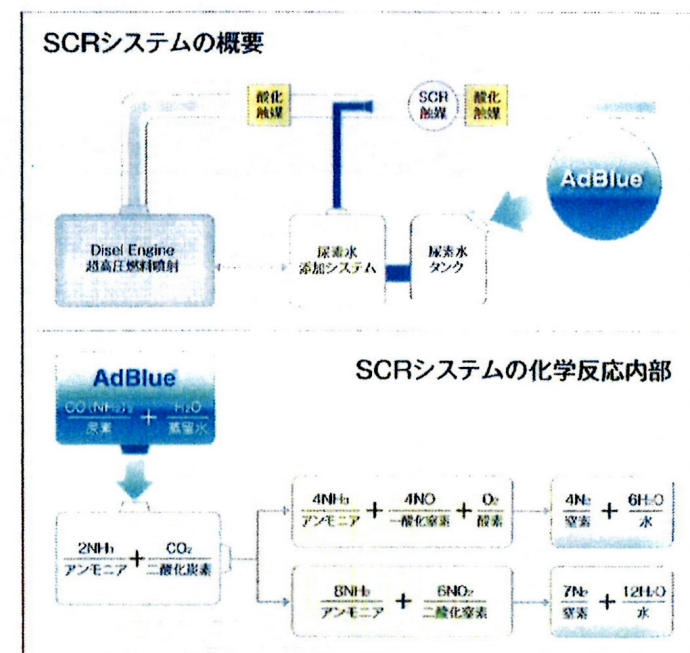 SCRシステムの概要
酸化
触媒
SCR
触媒
酸化
触媒
AdBlue
Disel Engine
超高圧燃料噴射
尿素水
添加システム
尿素水
タンク
SCRシステムの化学反応内部
AdBlue
CO(NH₂)₂ + H₂O
尿素 蒸留水
2NH₃ + CO₂
アンモニア 二酸化炭素
4NH₃ + 4NO + O₂
アンモニア 一酸化窒素 酸素
4N₂ + 6H₂O
窒素 水
8NH₃ + 6NO₂
アンモニア 二酸化窒素
7N₂ + 12H₂O
窒素 水